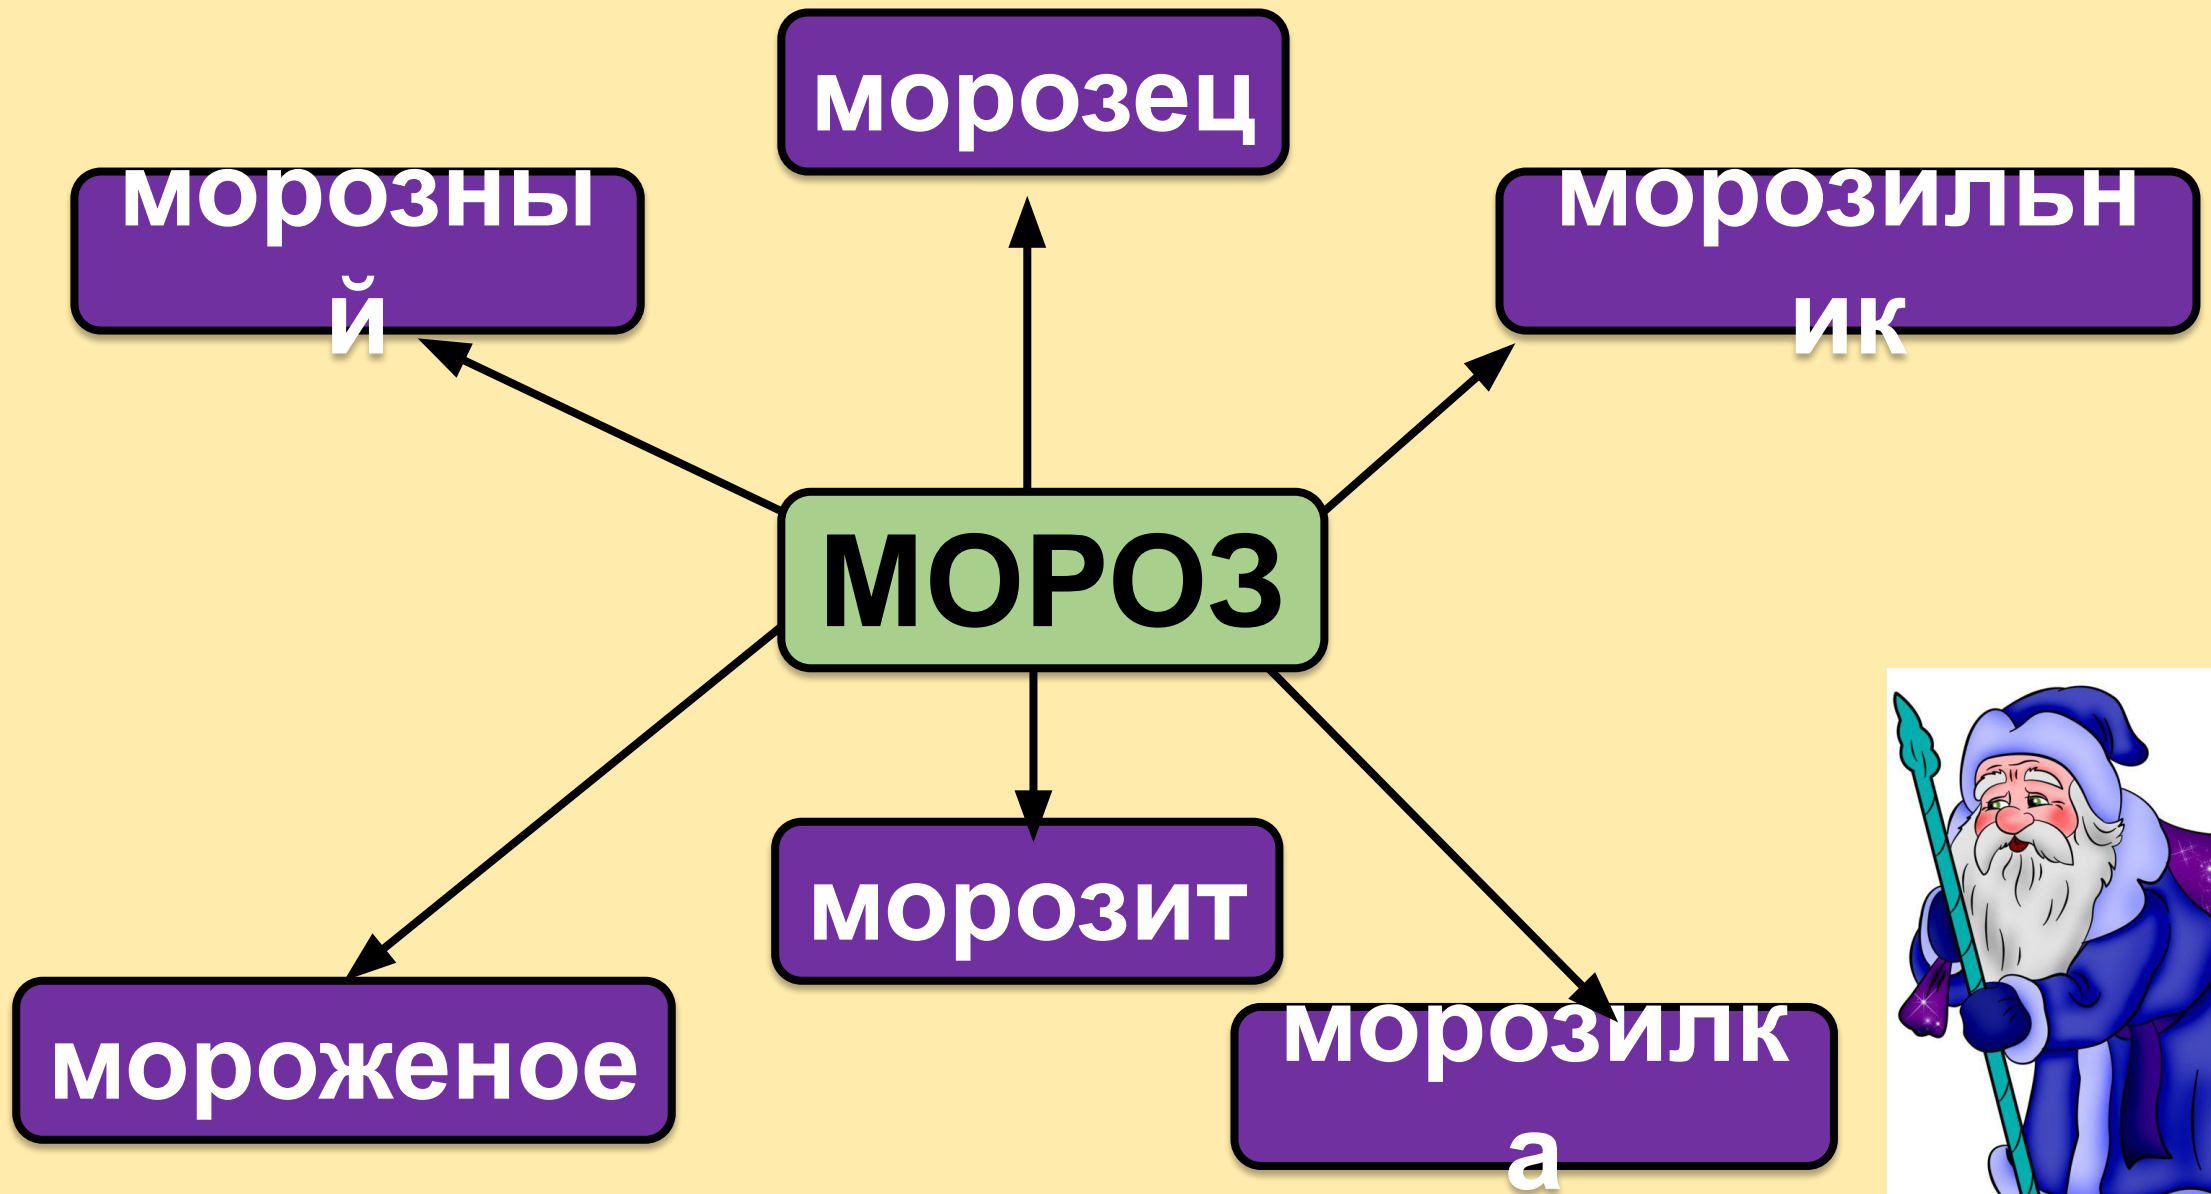 морозец
морозны
й
морозильн
ик
МОРОЗ
морозит
мороженое
морозилк
а